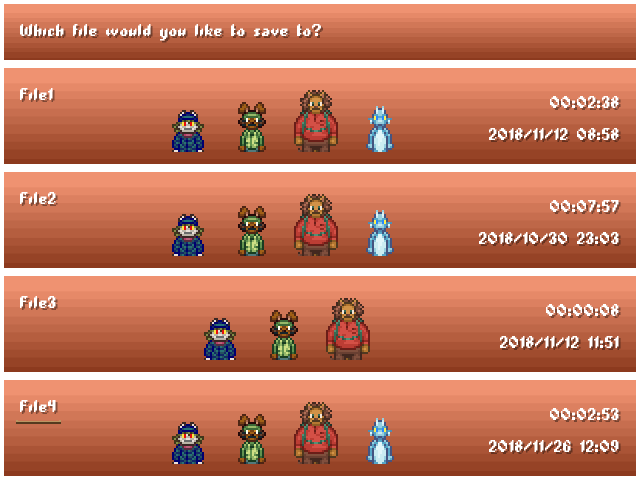 Which file would you like to save to?
File1
00:02:38
2018/11/12 08:58
File2
00:07:57
2018/10/30 23:03
File3
00:00:08
2018/11/12 11:51
File4
00:02:53
2018/11/26 12:09